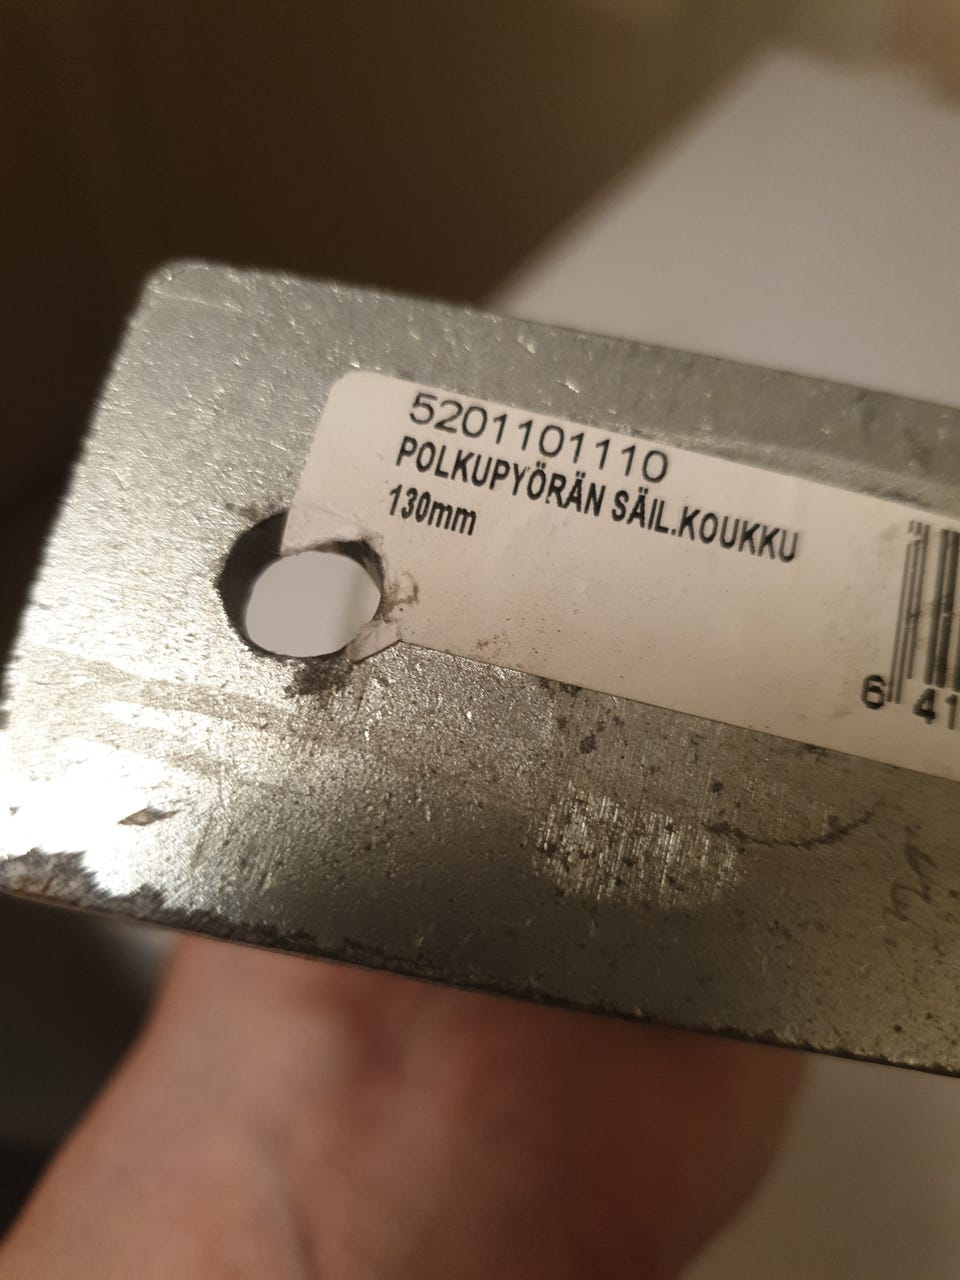 5201101110
POLKUPYÖRÄN SÄIL.KOUKKU
130mm
6 41